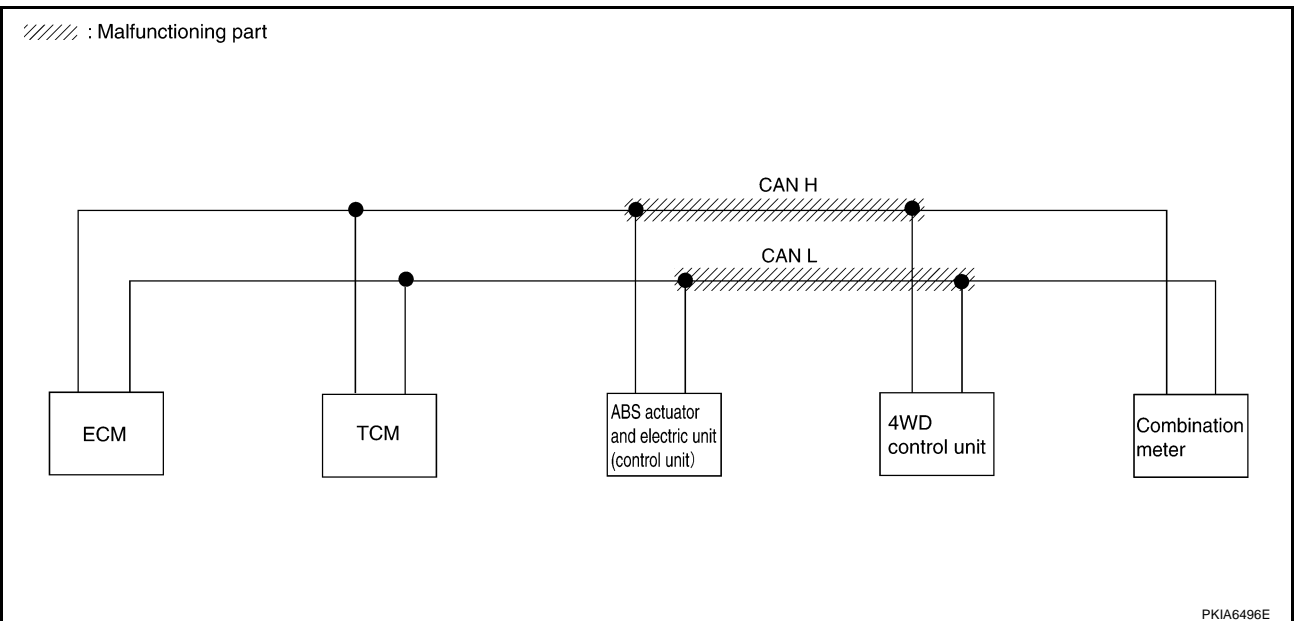 : Malfunctioning part
CAN H
CAN L
ECM
TCM
ABS actuator
and electric unit
(control unit)
4WD
control unit
Combination
meter
PKIA6496E